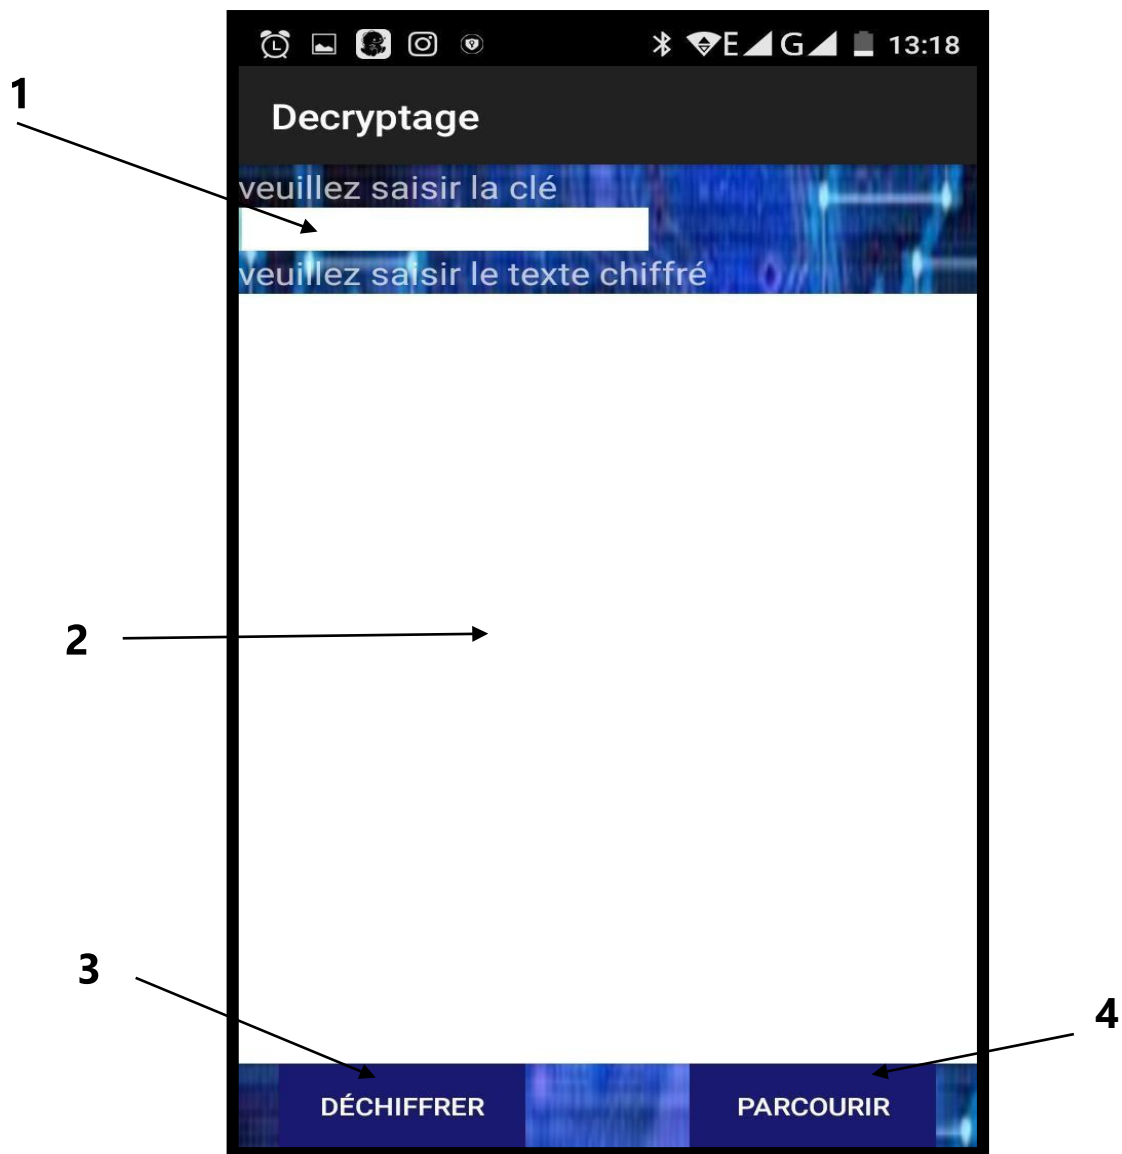 E G 13:18
1
Decryptage
veuillez saisir la clé
veuillez saisir le texte chiffré
2
3
4
DÉCHIFFRER PARCOURIR